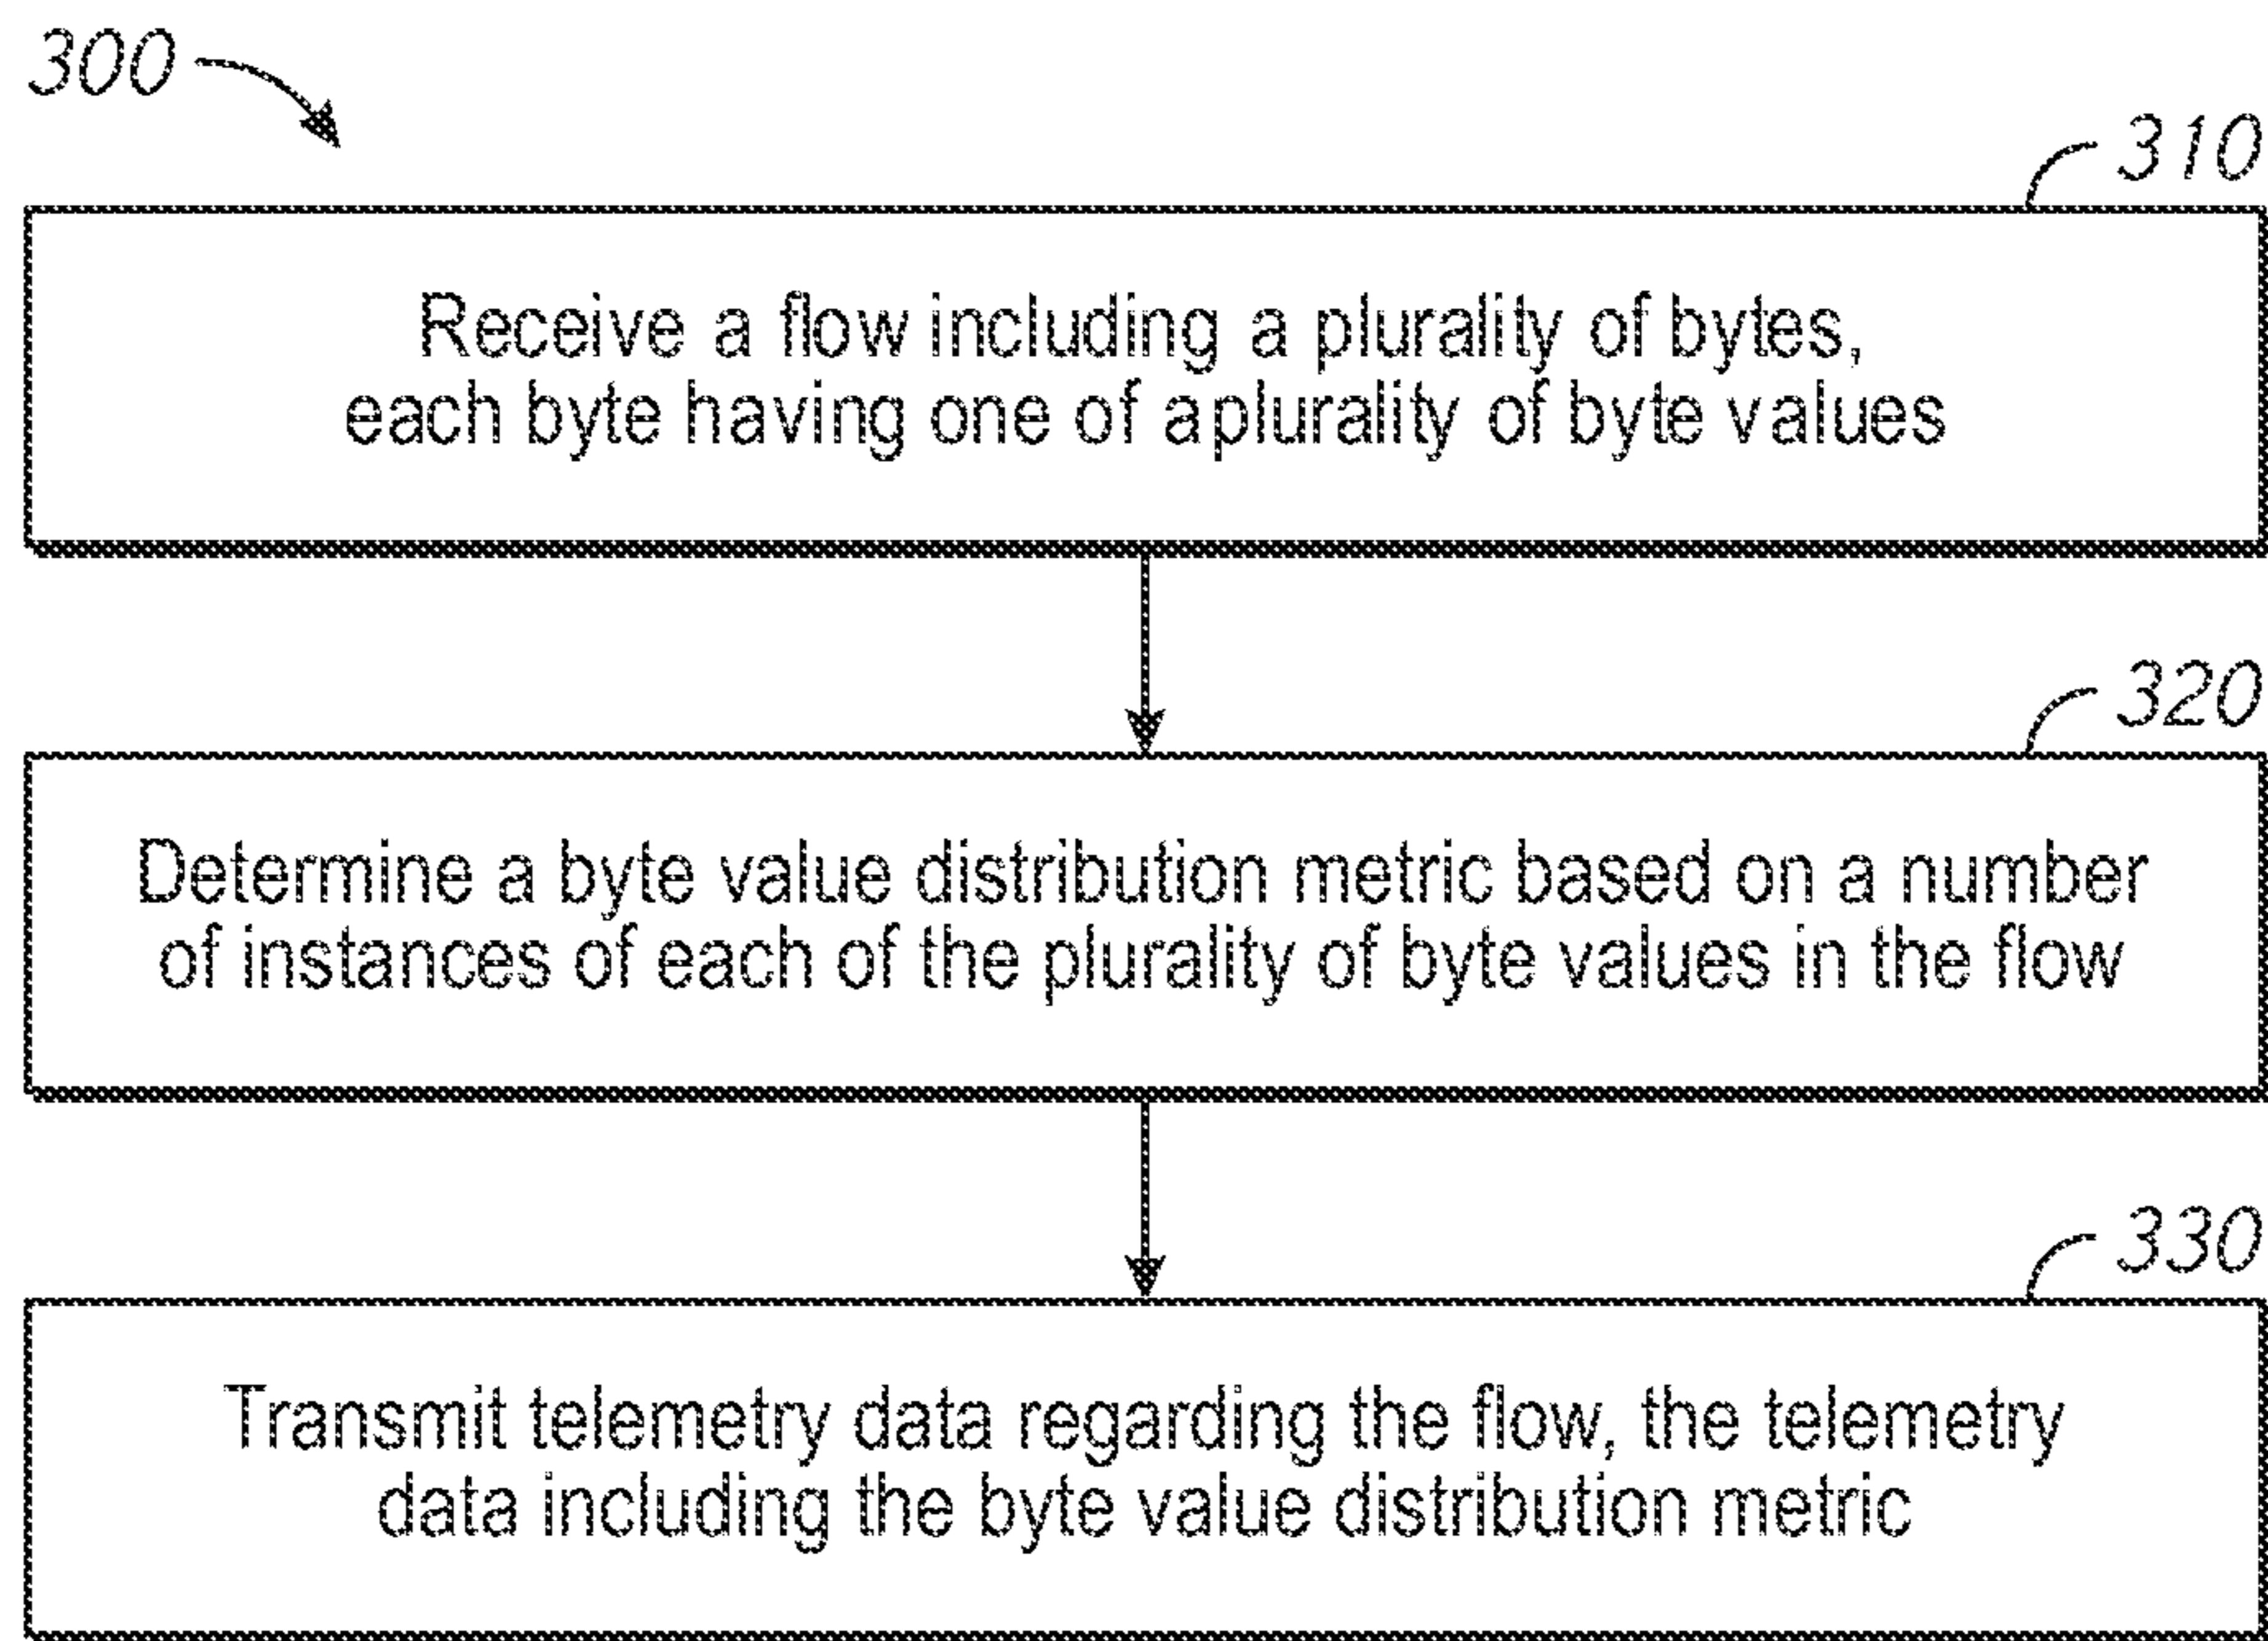 300
310
Receive a flow including a plurality of bytes,
each byte having one of aplurality of byte values
320
Determine a byte value distribution metric based on a number
of instances of each of the plurality of byte values in the flow
330
Transmit telemetry data regarding the flow, the telemetry
data including the byte value distribution metric